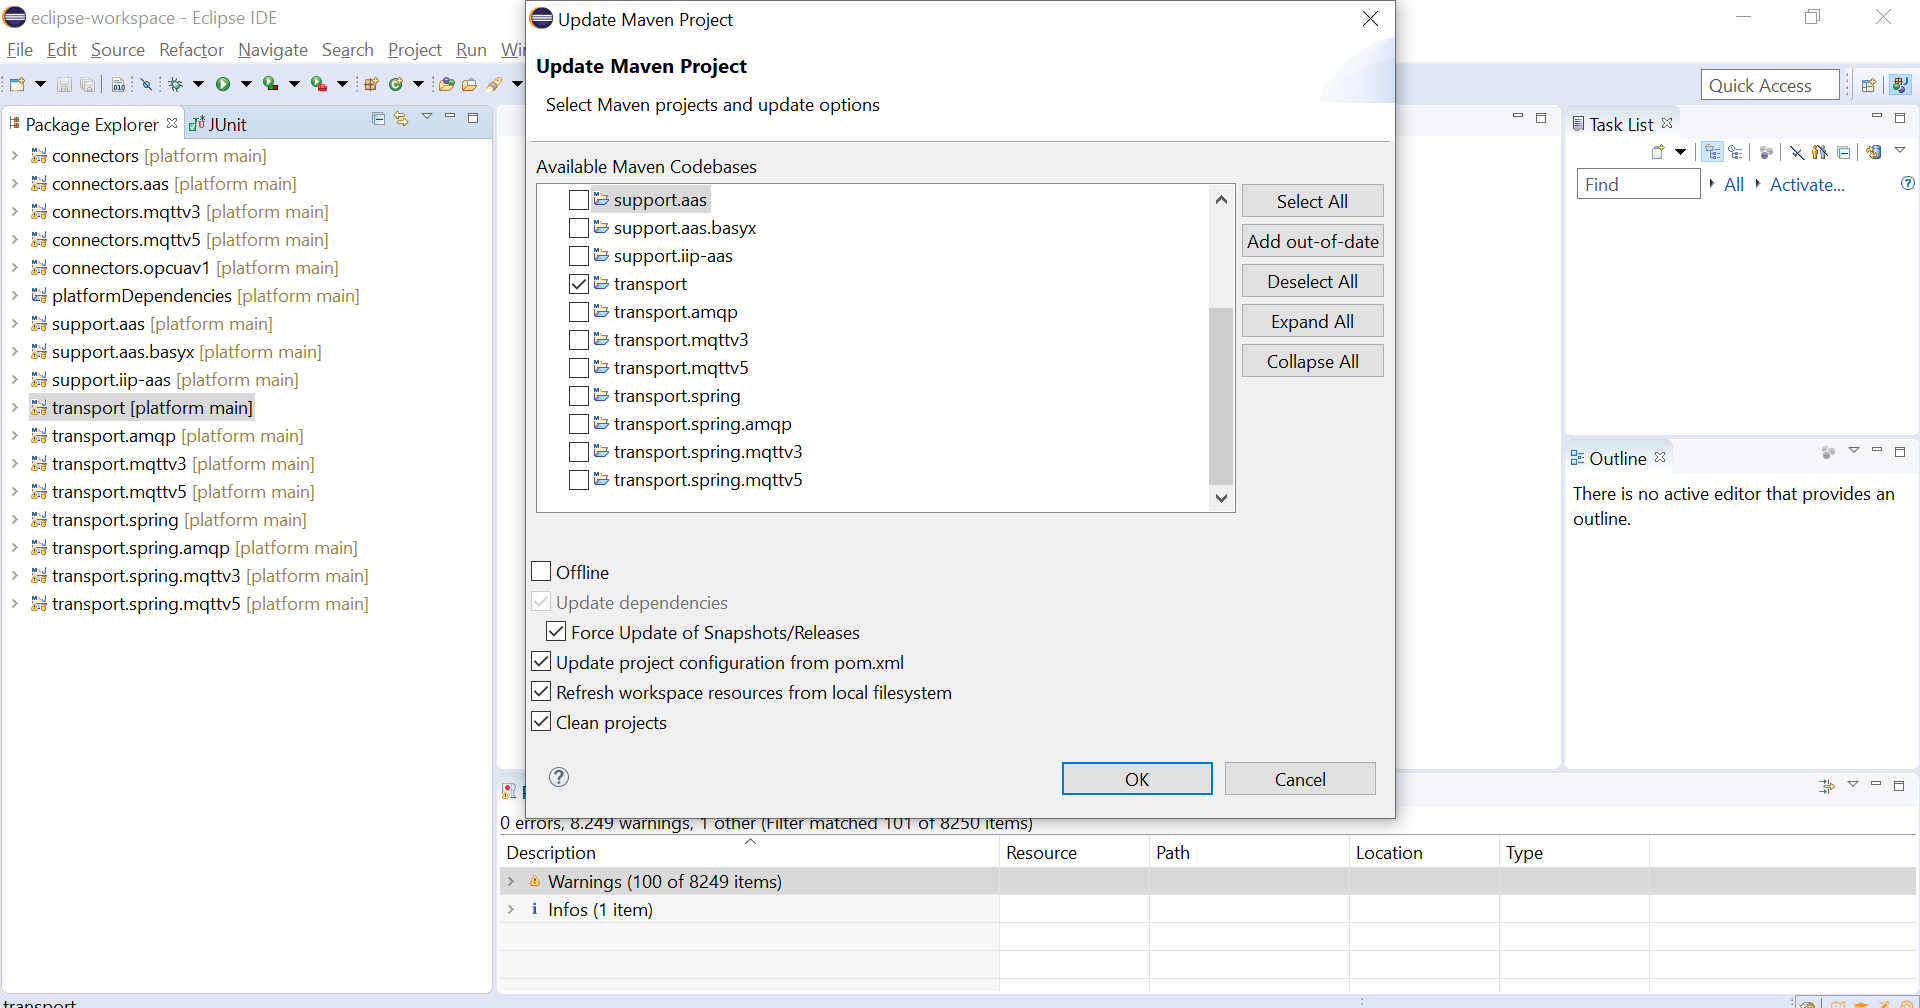 eclipse-workspace - Eclipse IDE
File Edit Source Refactor Navigate Search Project Run
Quick Access
Package Explorer
JUnit
connectors [platform main]
connectors.aas [platform main]
connectors.mqttv3 [platform main]
connectors.mqttv5 [platform main]
connectors.opcuav1 [platform main]
platformDependencies [platform main]
support.aas [platform main]
support.aas.basyx [platform main]
support.iip-aas [platform main]
transport [platform main]
transport.amqp [platform main]
transport.mqttv3 [platform main]
transport.mqttv5 [platform main]
transport.spring [platform main]
transport.spring.amqp [platform main]
transport.spring.mqttv3 [platform main]
transport.spring.mqttv5 [platform main]
Update Maven Project
Update Maven Project
Select Maven projects and update options
Available Maven Codebases
support.aas
support.aas.basyx
support.iip-aas
transport
transport.amqp
transport.mqttv3
transport.mqttv5
transport.spring
transport.spring.amqp
transport.spring.mqttv3
transport.spring.mqttv5
Select All
Add out-of-date
Deselect All
Expand All
Collapse All
Offline
Update dependencies
Force Update of Snapshots/Releases
Update project configuration from pom.xml
Refresh workspace resources from local filesystem
Clean projects
OK
Cancel
Task List
Find
All
Activate...
Outline
There is no active editor that provides an
outline.
0 errors, 8.249 warnings, 1 other (Filter matched 101 of 8250 items)
Description Resource Path Location Type
Warnings (100 of 8249 items)
Infos (1 item)
transport